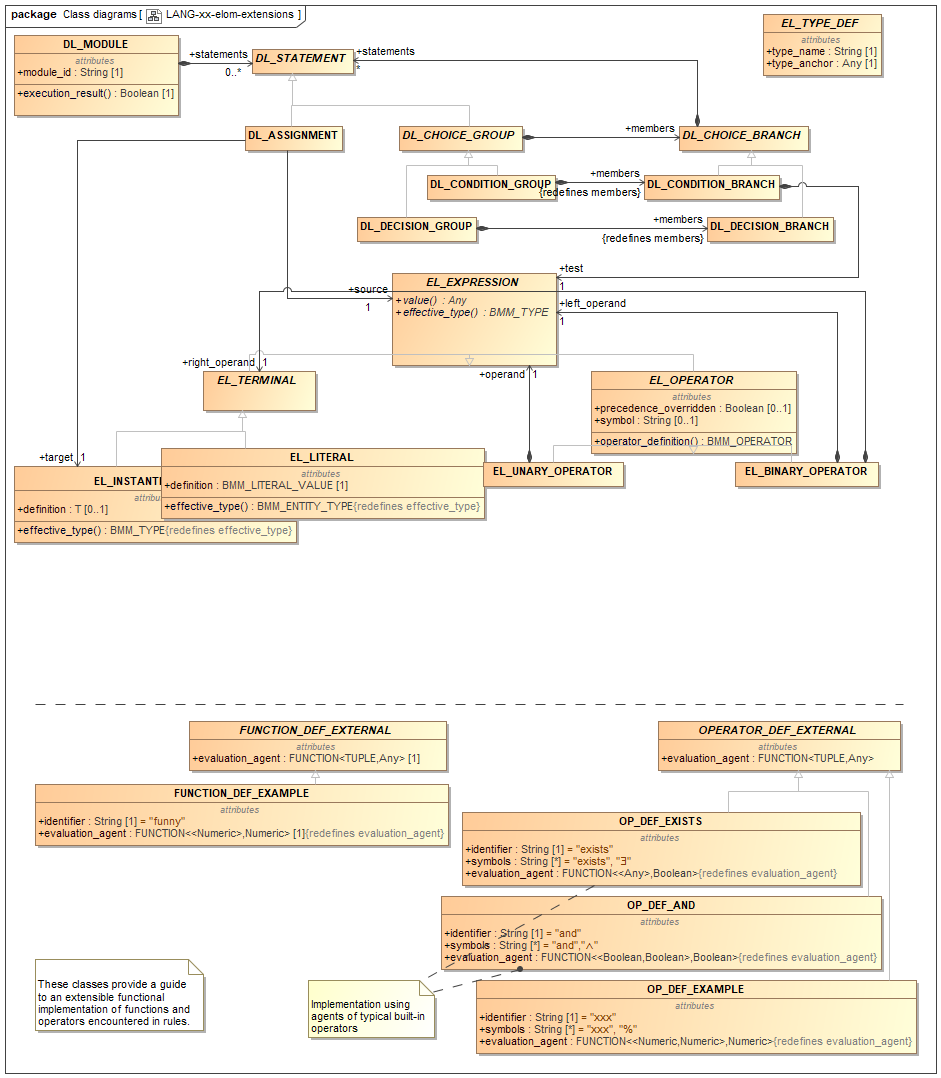 package Class diagrams [ LANG-xx-elom-extensions ]
DL_MODULE
attributes
+module_id : String [1]
+execution_result() : Boolean [1]
+statements
0..*
DL_STATEMENT
+statements
*
EL_TYPE_DEF
attributes
+type_name : String [1]
+type_anchor : Any [1]
DL_ASSIGNMENT
DL_CHOICE_GROUP
+members
DL_CHOICE_BRANCH
DL_CONDITION_GROUP
+members
{redefines members}
DL_CONDITION_BRANCH
DL_DECISION_GROUP
+members
{redefines members}
DL_DECISION_BRANCH
+source
1
EL_EXPRESSION
+value() : Any
+effective_type() : BMM_TYPE
+test
1
+left_operand
1
+right_operand 1
+operand 1
EL_TERMINAL
EL_OPERATOR
attributes
+precedence_overridden : Boolean [0..1]
+symbol : String [0..1]
+operator_definition() : BMM_OPERATOR
+target 1
EL_INSTANT
attribu
+definition : T [0..1]
+effective_type() : BMM_TYPE{redefines effective_type}
EL_LITERAL
attributes
+definition : BMM_LITERAL_VALUE [1]
+effective_type() : BMM_ENTITY_TYPE{redefines effective_type}
EL_UNARY_OPERATOR
EL_BINARY_OPERATOR
FUNCTION_DEF_EXTERNAL
attributes
+evaluation_agent : FUNCTION<TUPLE,Any> [1]
OPERATOR_DEF_EXTERNAL
attributes
+evaluation_agent : FUNCTION<TUPLE,Any>
FUNCTION_DEF_EXAMPLE
attributes
+identifier : String [1] = "funny"
+evaluation_agent : FUNCTION<<Numeric>,Numeric> [1]{redefines evaluation_agent}
OP_DEF_EXISTS
attributes
+identifier : String [1] = "exists"
+symbols : String [*] = "exists", "∃"
+evaluation_agent : FUNCTION<<Any>,Boolean>{redefines evaluation_agent}
OP_DEF_AND
attributes
+identifier : String [1] = "and"
+symbols : String [*] = "and","∧"
+evaluation_agent : FUNCTION<<Boolean,Boolean>,Boolean>{redefines evaluation_agent}
OP_DEF_EXAMPLE
attributes
+identifier : String [1] = "xxx"
+symbols : String [*] = "xxx", "%"
+evaluation_agent : FUNCTION<<Numeric,Numeric>,Numeric>{redefines evaluation_agent}
These classes provide a guide
to an extensible functional
implementation of functions and
operators encountered in rules.
Implementation using
agents of typical built-in
operators